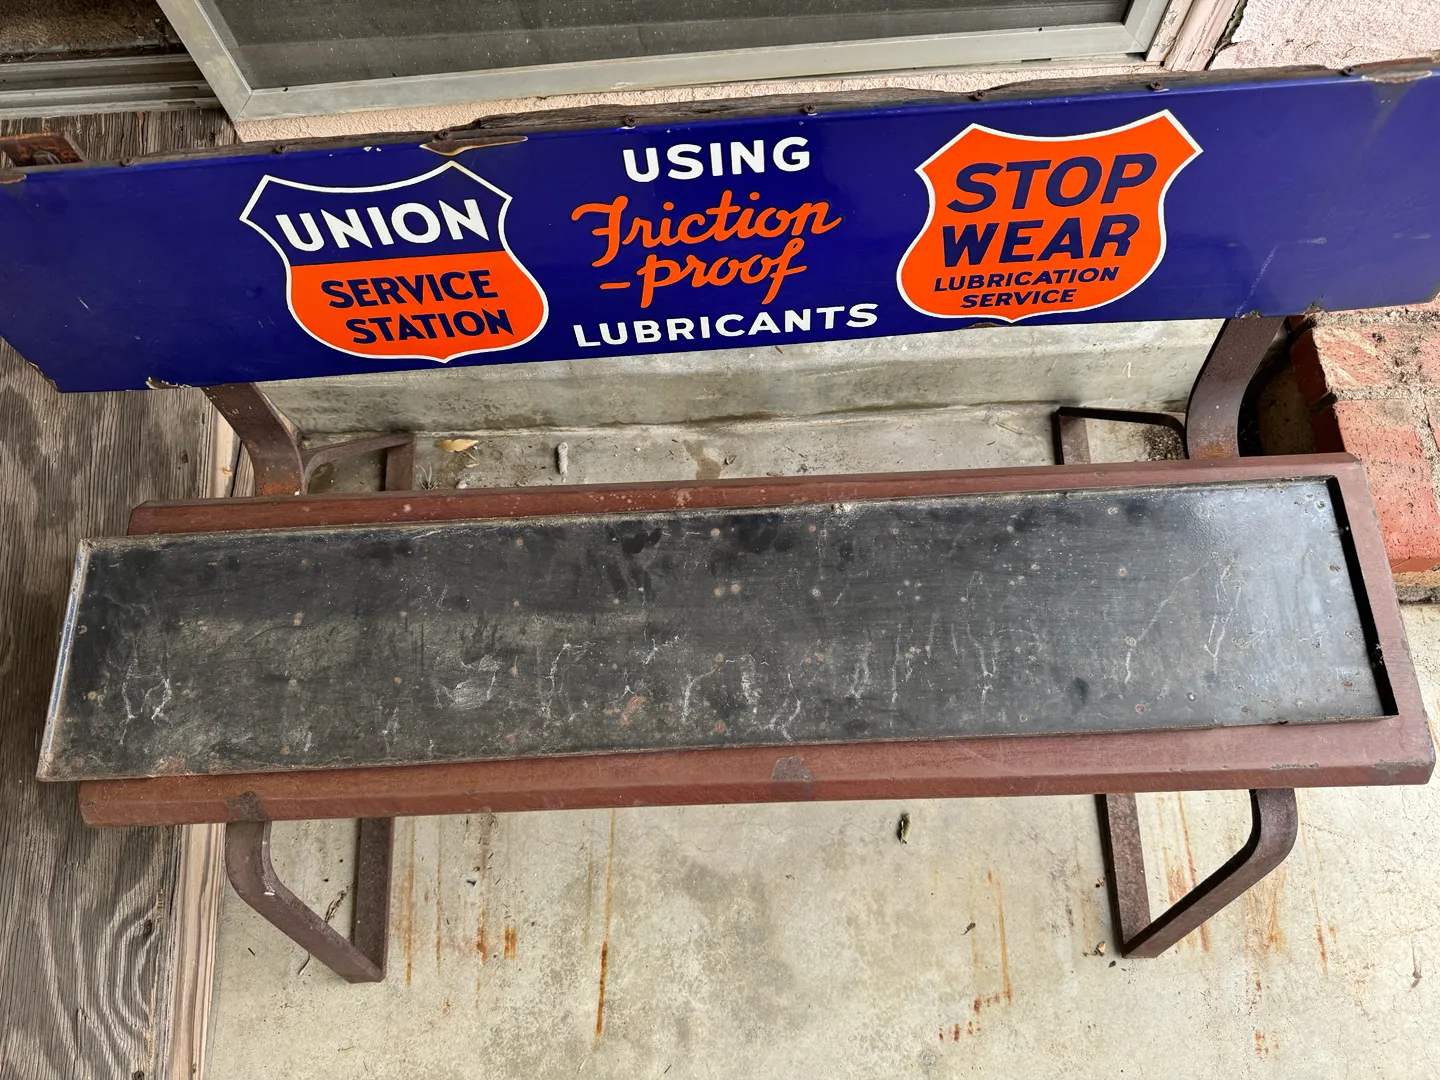 UNION
SERVICE
STATION
USING
Friction
-proof
LUBRICANTS
STOP
WEAR
LUBRICATION
SERVICE